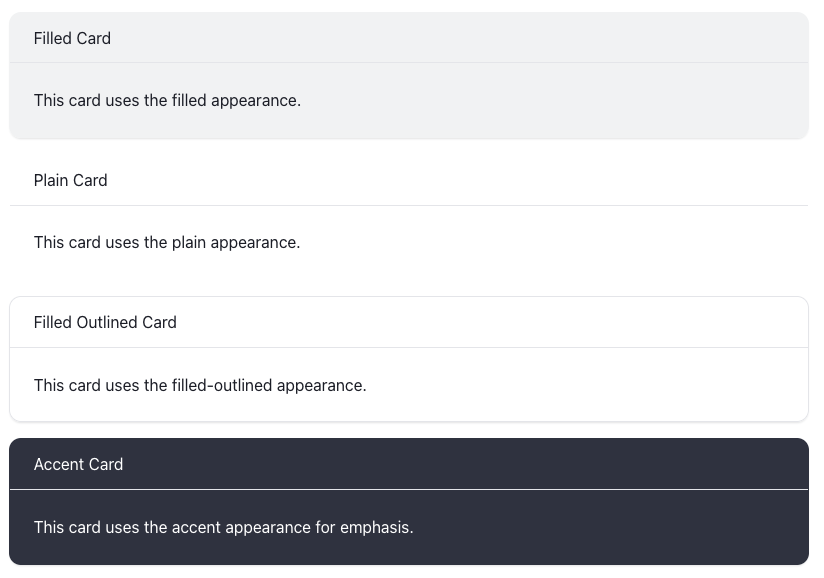 Filled Card
This card uses the filled appearance.
Plain Card
This card uses the plain appearance.
Filled Outlined Card
This card uses the filled-outlined appearance.
Accent Card
This card uses the accent appearance for emphasis.